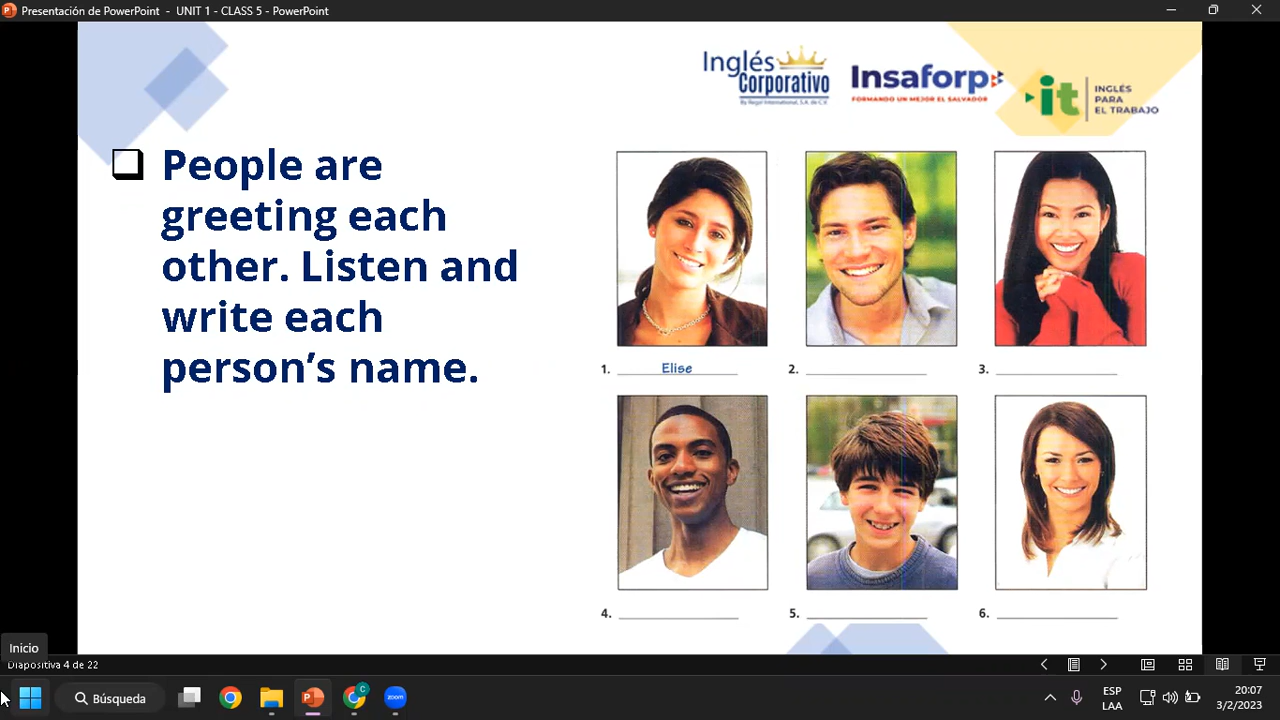 Presentación de PowerPoint - UNIT 1 - CLASS 5 - PowerPoint
Inglés
Corporativo
By Regal International, S.A. de C.V.
Insaforp
FORMANDO UN MEJOR EL SALVADOR
it
INGLÉS
PARA
EL TRABAJO
People are
greeting each
other. Listen and
write each
person's name.
1. Elise
2.
3.
4.
5.
6.
Inicio
Diapositiva 4 de 22
Búsqueda
zoom
ESP
LAA
20:07
3/2/2023